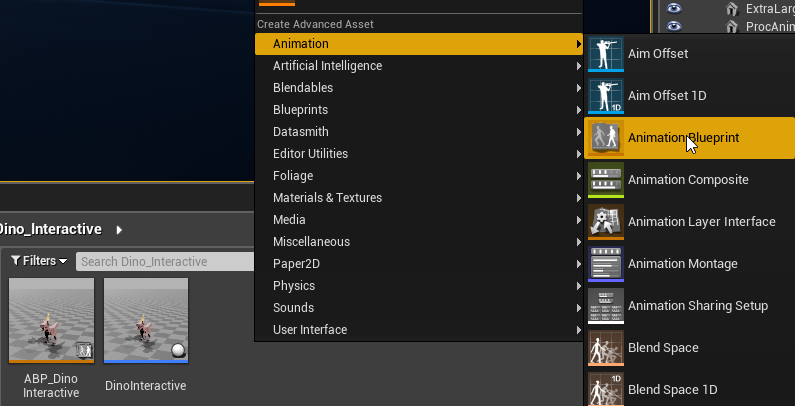 Create Advanced Asset
Animation
Artificial Intelligence
Blendables
Blueprints
Datasmith
Editor Utilities
Foliage
Materials & Textures
Media
Miscellaneous
Paper2D
Physics
Sounds
User Interface
Aim Offset
1D
Aim Offset 1D
Animation Blueprint
Animation Composite
Animation Layer Interface
Animation Montage
Animation Sharing Setup
Blend Space
1D
Blend Space 1D
ExtraLarg
ProcAnim
Dino_Interactive
Filters
Search Dino_Interactive
ABP_Dino
Interactive
DinoInteractive